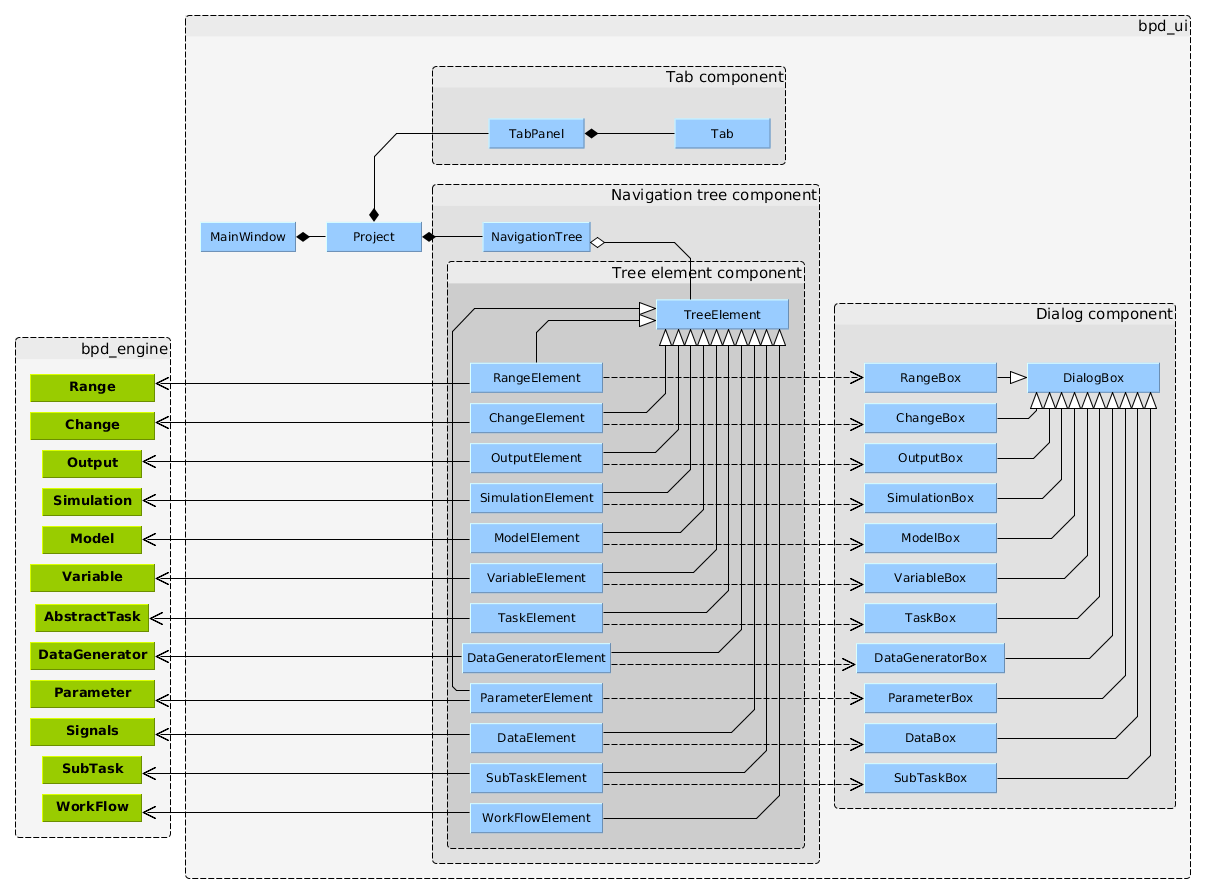 bpd_ui
Tab component
TabPanel
Tab
Navigation tree component
MainWindow
Project
NavigationTree
Tree element component
TreeElement
Dialog component
bpd_engine
Range
RangeElement
RangeBox
DialogBox
Change
ChangeElement
ChangeBox
Output
OutputElement
OutputBox
Simulation
SimulationElement
SimulationBox
Model
ModelElement
ModelBox
Variable
VariableElement
VariableBox
AbstractTask
TaskElement
TaskBox
DataGenerator
DataGeneratorElement
DataGeneratorBox
Parameter
ParameterElement
ParameterBox
Signals
DataElement
DataBox
SubTask
SubTaskElement
SubTaskBox
WorkFlow
WorkFlowElement